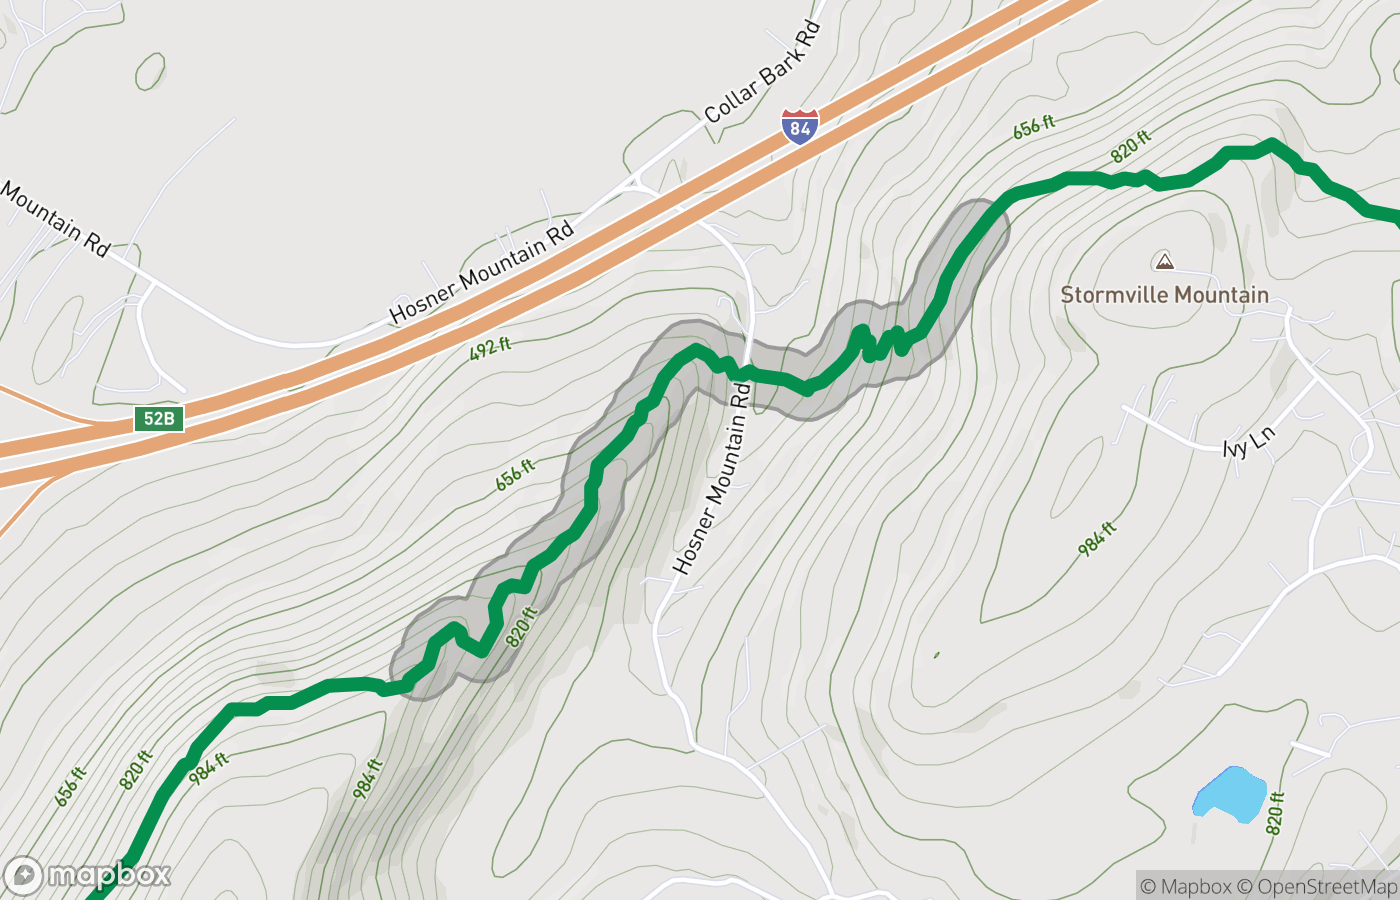 Collar Bark Rd
84
656 ft
820 ft
Mountain Rd
Hosner Mountain Rd
Stormville Mountain
492 ft
52B
Hosner Mountain Rd
Ivy Ln
656 ft
984 ft
820 ft
820 ft
984 ft
984 ft
656 ft
820 ft
mapbox
© Mapbox © OpenStreetMap